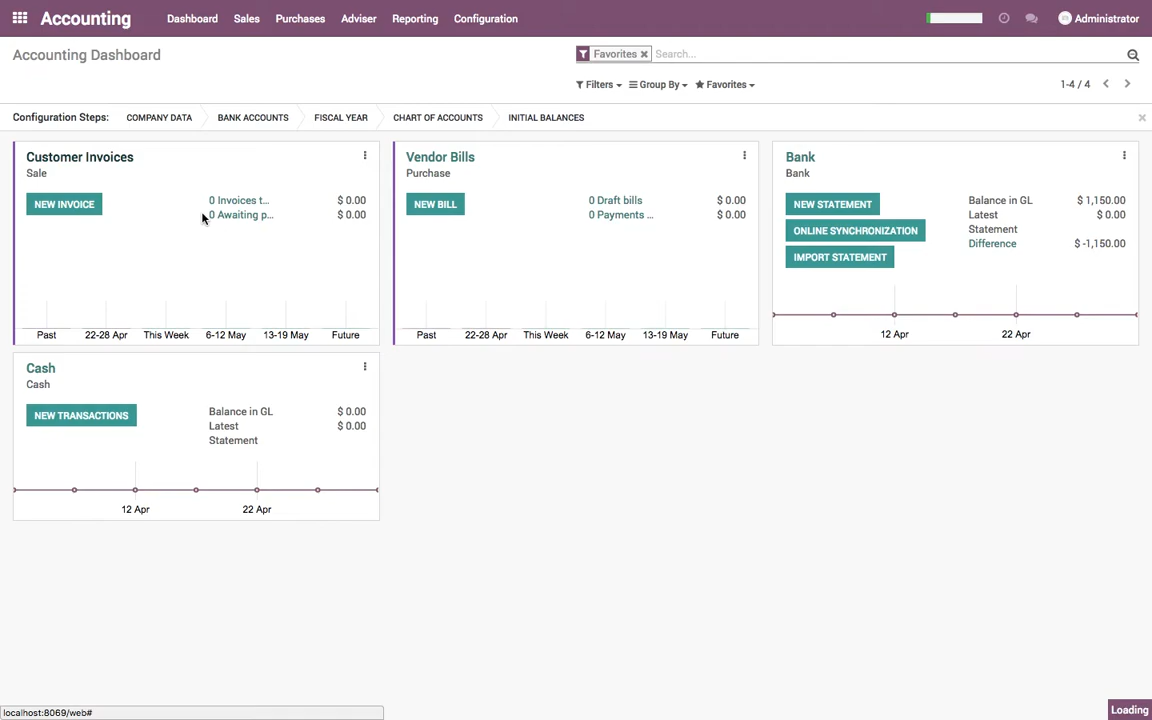 Accounting Dashboard Sales Purchases Adviser Reporting Configuration Administrator
Accounting Dashboard
Favorites Search...
Filters Group By Favorites 1-4 / 4
Configuration Steps: COMPANY DATA BANK ACCOUNTS FISCAL YEAR CHART OF ACCOUNTS INITIAL BALANCES
Customer Invoices
Sale
NEW INVOICE
0 Invoices t... $ 0.00
0 Awaiting p... $ 0.00
Past 22-28 Apr This Week 6-12 May 13-19 May Future
Vendor Bills
Purchase
NEW BILL
0 Draft bills $ 0.00
0 Payments ... $ 0.00
Past 22-28 Apr This Week 6-12 May 13-19 May Future
Bank
Bank
NEW STATEMENT
ONLINE SYNCHRONIZATION
IMPORT STATEMENT
Balance in GL $ 1,150.00
Latest $ 0.00
Statement
Difference $ -1,150.00
12 Apr 22 Apr
Cash
Cash
NEW TRANSACTIONS
Balance in GL $ 0.00
Latest $ 0.00
Statement
12 Apr 22 Apr
localhost:8069/web#
Loading